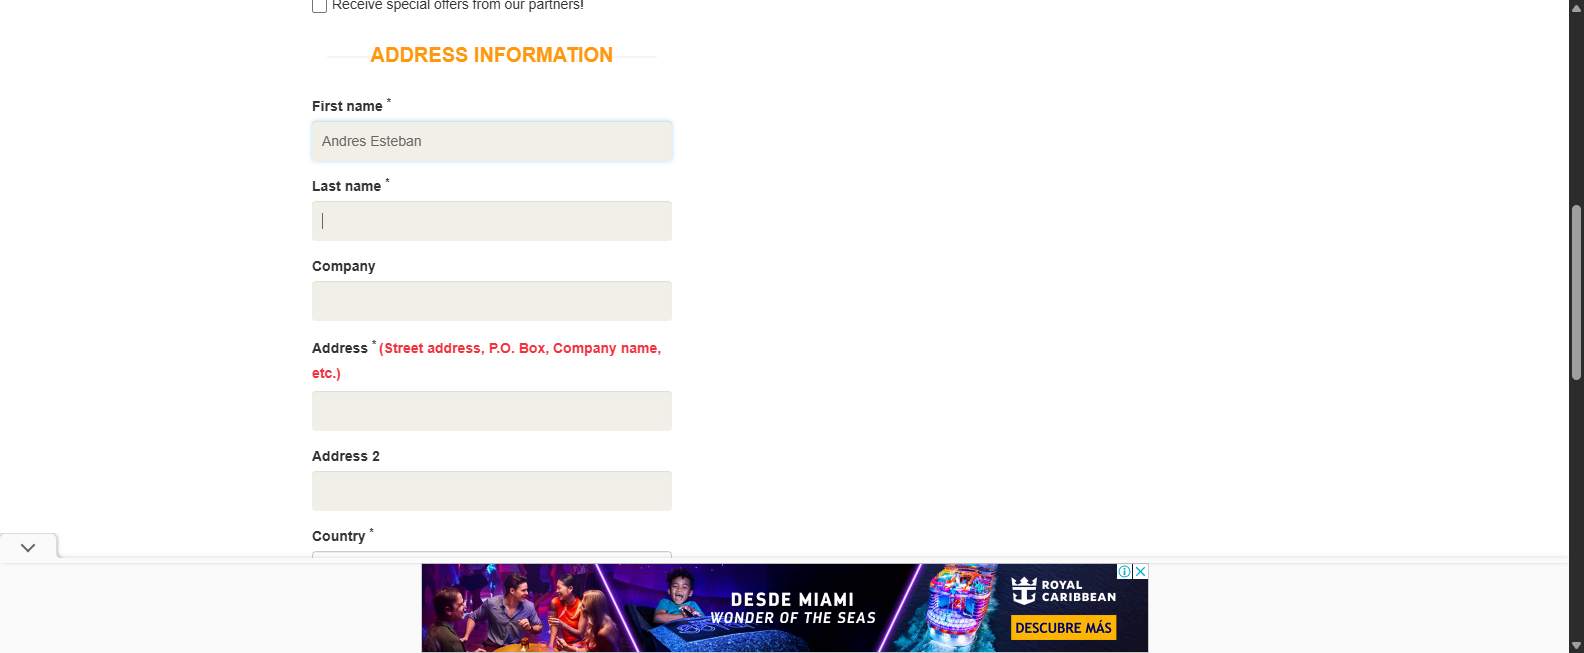 Receive special offers from our partners!
ADDRESS INFORMATION
First name *
Andres Esteban
Last name *
Company
Address * (Street address, P.O. Box, Company name,
etc.)
Address 2
Country *
DESDE MIAMI
WONDER OF THE SEAS
ROYAL
CARIBBEAN
DESCUBRE MÁS